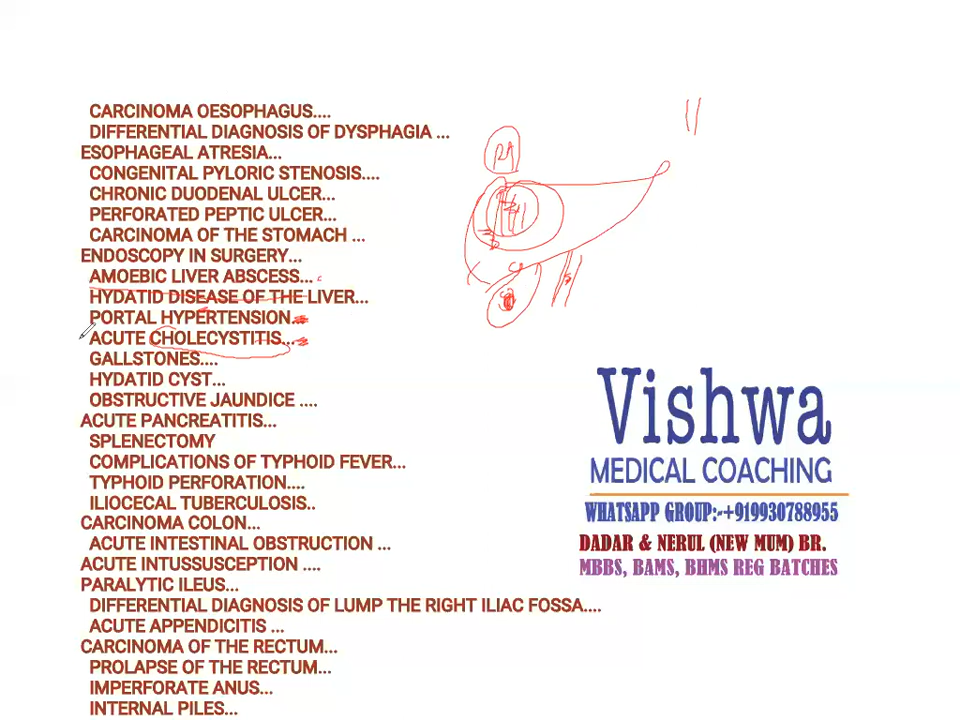 CARCINOMA OESOPHAGUS....
DIFFERENTIAL DIAGNOSIS OF DYSPHAGIA ...
ESOPHAGEAL ATRESIA...
CONGENITAL PYLORIC STENOSIS....
CHRONIC DUODENAL ULCER...
PERFORATED PEPTIC ULCER...
CARCINOMA OF THE STOMACH ...
ENDOSCOPY IN SURGERY...
AMOEBIC LIVER ABSCESS...
HYDATID DISEASE OF THE LIVER...
PORTAL HYPERTENSION...
ACUTE CHOLECYSTITIS...
GALLSTONES....
HYDATID CYST...
OBSTRUCTIVE JAUNDICE ....
ACUTE PANCREATITIS...
SPLENECTOMY
COMPLICATIONS OF TYPHOID FEVER...
TYPHOID PERFORATION....
ILIOCECAL TUBERCULOSIS..
CARCINOMA COLON...
ACUTE INTESTINAL OBSTRUCTION ...
ACUTE INTUSSUSCEPTION ....
PARALYTIC ILEUS...
DIFFERENTIAL DIAGNOSIS OF LUMP THE RIGHT ILIAC FOSSA....
ACUTE APPENDICITIS ...
CARCINOMA OF THE RECTUM...
PROLAPSE OF THE RECTUM...
IMPERFORATE ANUS...
INTERNAL PILES...
Vishwa
MEDICAL COACHING
WHATSAPP GROUP:-+919930788955
DADAR & NERUL (NEW MUM) BR.
MBBS, BAMS, BHMS REG BATCHES